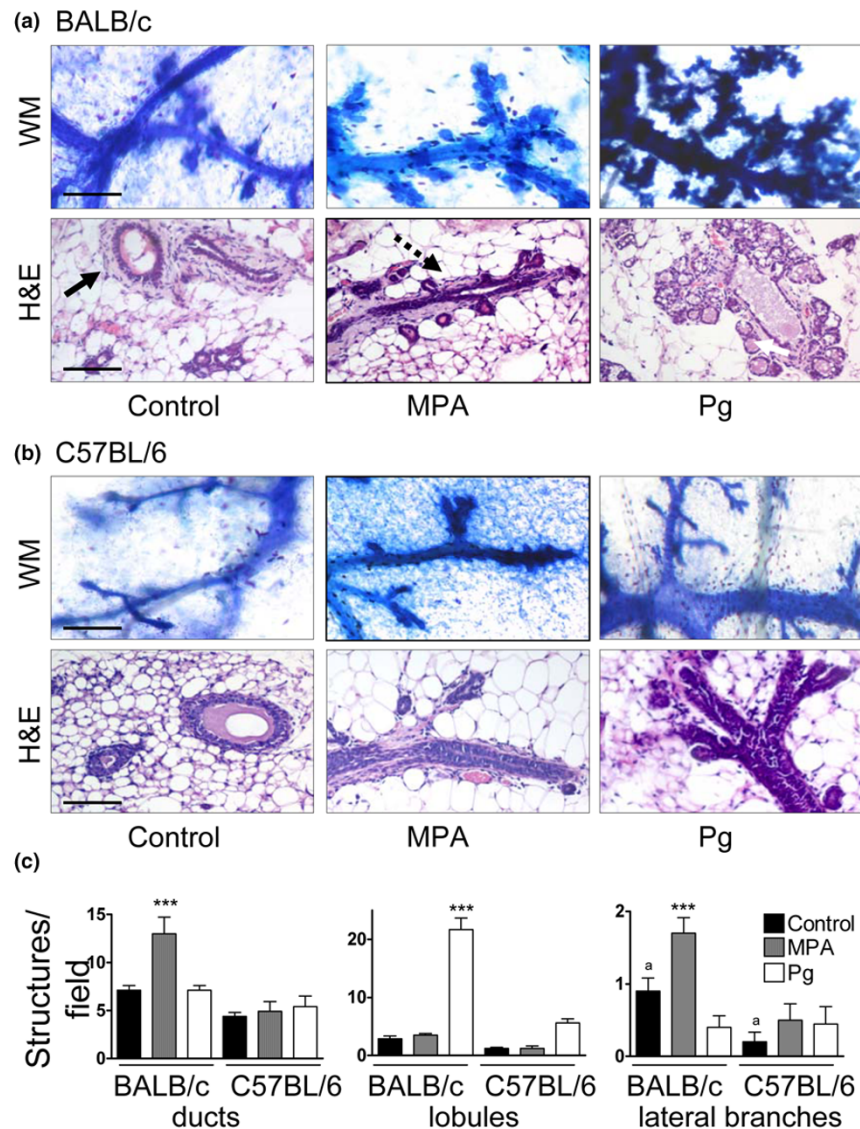 (a) BALB/c
WM
H&E
Control MPA Pg
(b) C57BL/6
WM
H&E
Control MPA Pg
(c)
Structures/
field
15
10
5
0
***
BALB/c C57BL/6
ducts
20
10
0
***
BALB/c C57BL/6
lobules
2
1
0
a
***
a
Control
MPA
Pg
BALB/c C57BL/6
lateral branches